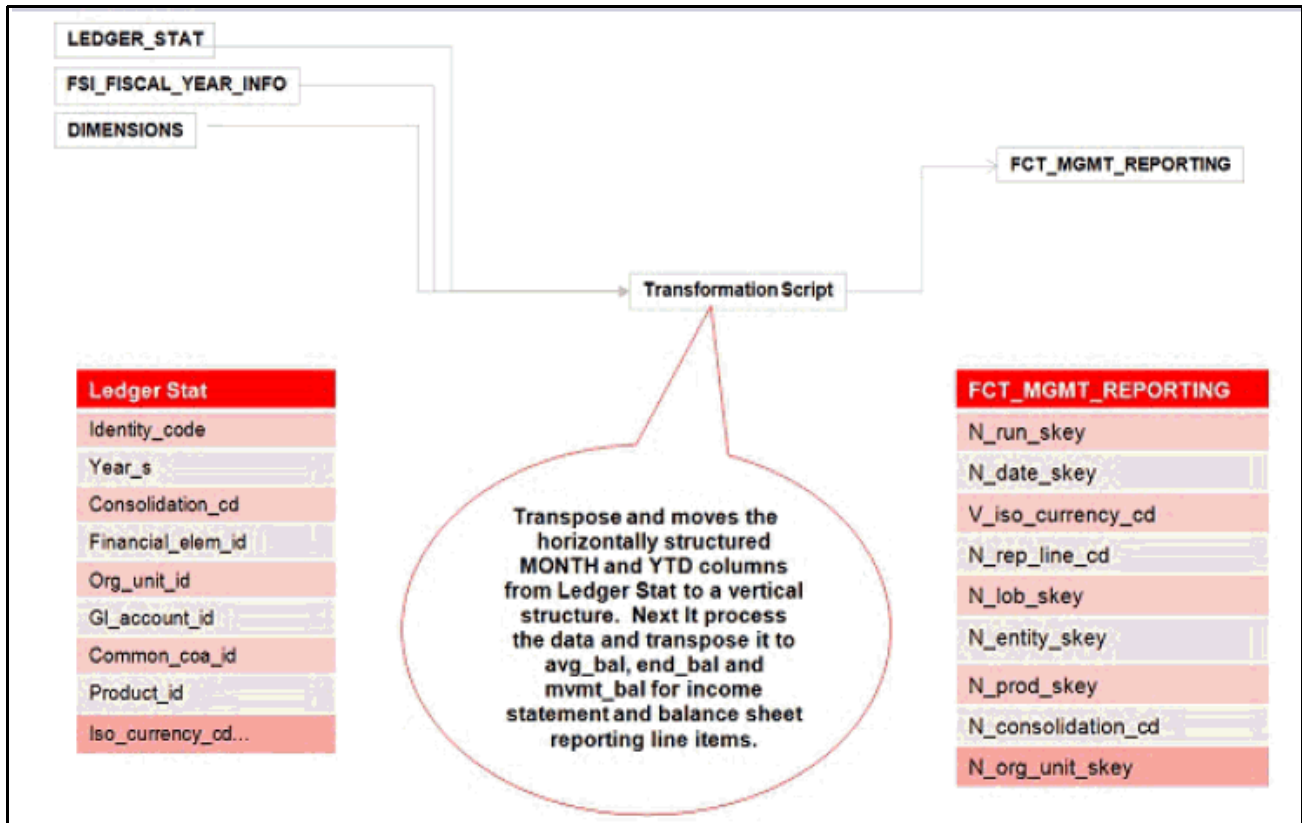 LEDGER_STAT
FSI_FISCAL_YEAR_INFO
DIMENSIONS
FCT_MGMT_REPORTING
Transformation Script
Ledger Stat
Identity_code
Year_s
Consolidation_cd
Financial_elem_id
Org_unit_id
Gl_account_id
Common_coa_id
Product_id
Iso_currency_cd...
Transpose and moves the
horizontally structured
MONTH and YTD columns
from Ledger Stat to a vertical
structure. Next It process
the data and transpose it to
avg_bal, end_bal and
mvmt_bal for income
statement and balance sheet
reporting line items.
FCT_MGMT_REPORTING
N_run_skey
N_date_skey
V_iso_currency_cd
N_rep_line_cd
N_lob_skey
N_entity_skey
N_prod_skey
N_consolidation_cd
N_org_unit_skey